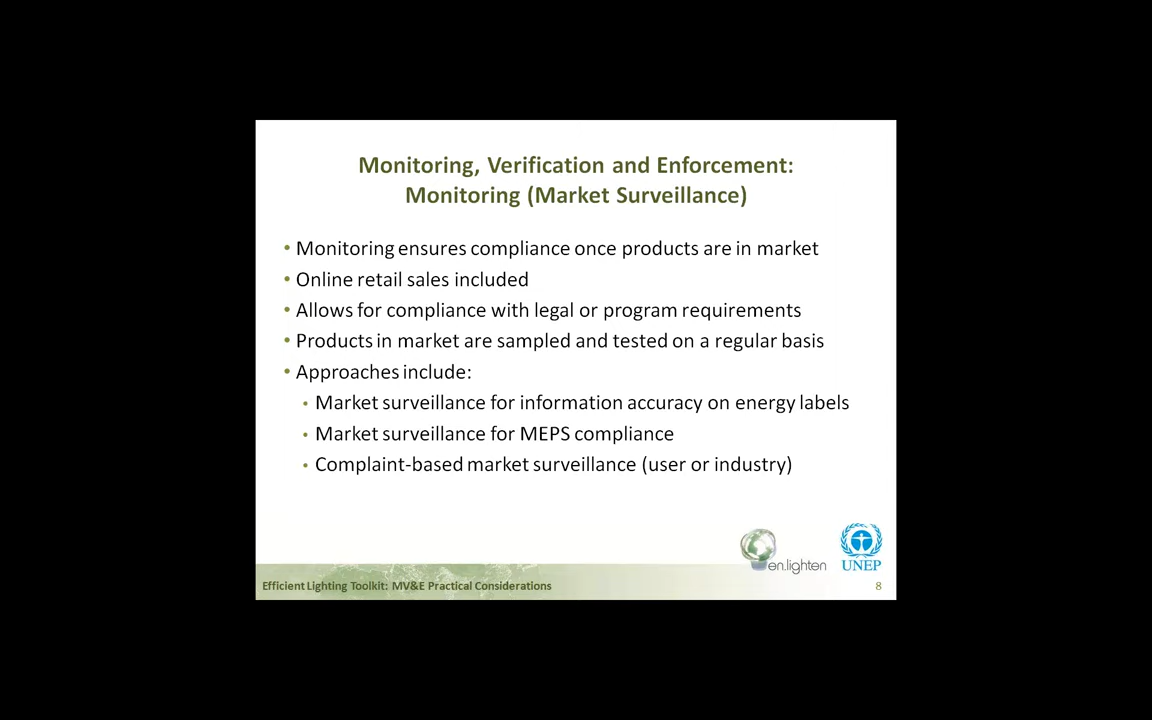 Monitoring, Verification and Enforcement:
Monitoring (Market Surveillance)
• Monitoring ensures compliance once products are in market
• Online retail sales included
• Allows for compliance with legal or program requirements
• Products in market are sampled and tested on a regular basis
• Approaches include:
• Market surveillance for information accuracy on energy labels
• Market surveillance for MEPS compliance
• Complaint-based market surveillance (user or industry)
en.lighten
UNEP
Efficient Lighting Toolkit: MV&E Practical Considerations
8